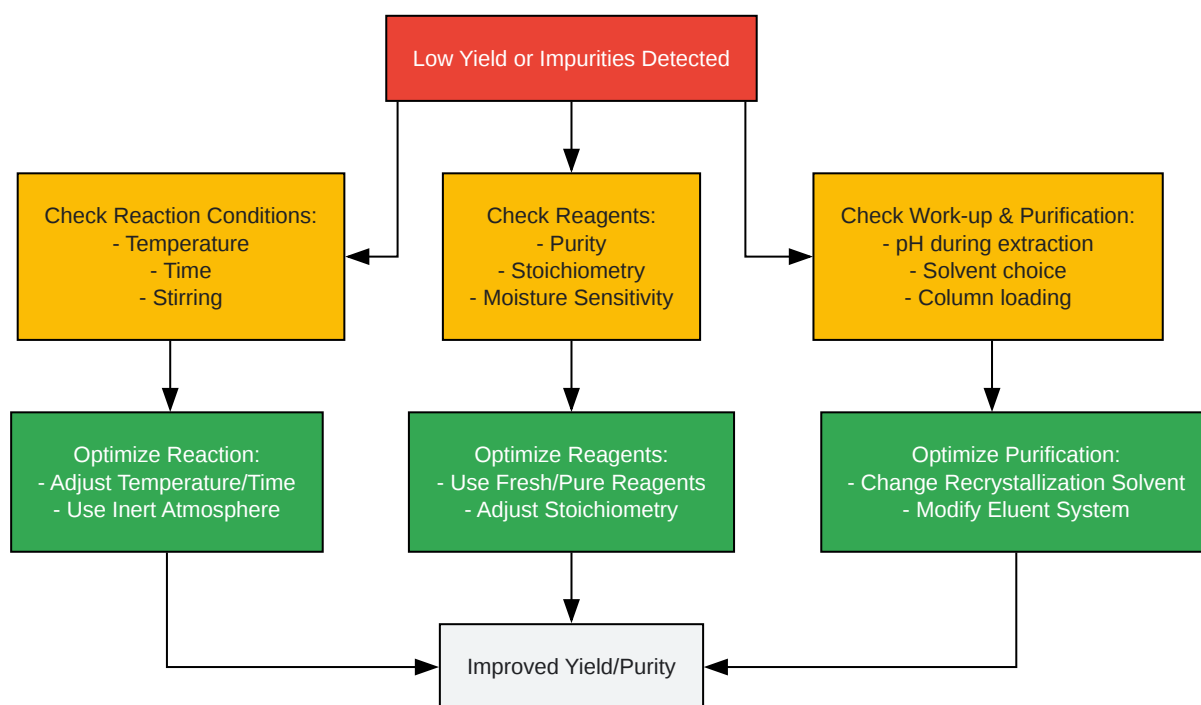 Low Yield or Impurities Detected
Check Reaction Conditions:
- Temperature
- Time
- Stirring
Check Reagents:
- Purity
- Stoichiometry
- Moisture Sensitivity
Check Work-up & Purification:
- pH during extraction
- Solvent choice
- Column loading
Optimize Reaction:
- Adjust Temperature/Time
- Use Inert Atmosphere
Optimize Reagents:
- Use Fresh/Pure Reagents
- Adjust Stoichiometry
Optimize Purification:
- Change Recrystallization Solvent
- Modify Eluent System
Improved Yield/Purity